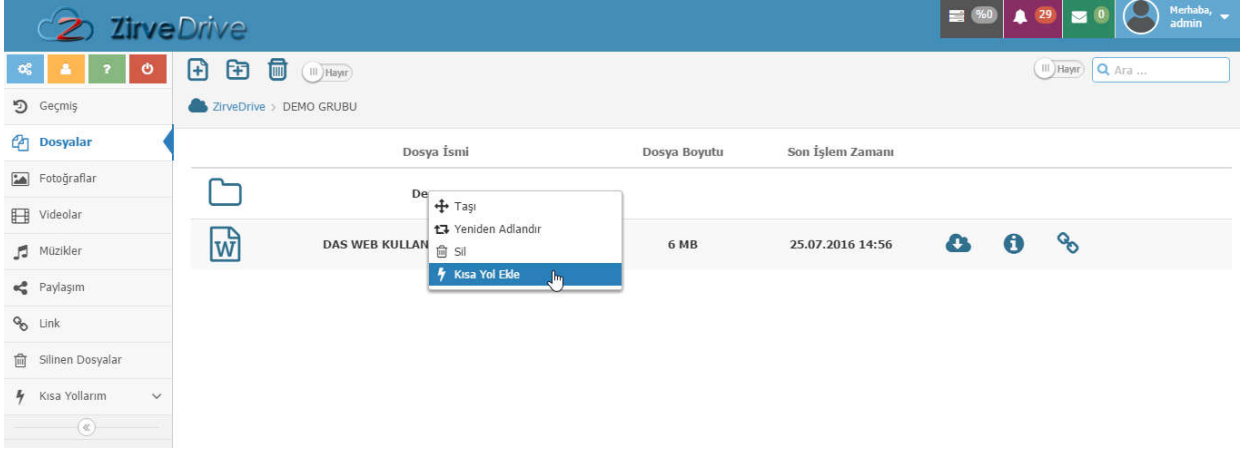 ZirveDrive
%0
29
0
Merhaba,
admin
?
Hayır
Hayır
Ara ...
ZirveDrive > DEMO GRUBU
Geçmiş
Dosyalar
Fotoğraflar
Videolar
Müzikler
Paylaşım
Link
Silinen Dosyalar
Kısa Yollarım
Dosya İsmi Dosya Boyutu Son İşlem Zamanı
De
DAS WEB KULLAN 6 MB 25.07.2016 14:56
Taşı
Yeniden Adlandır
Sil
Kısa Yol Ekle